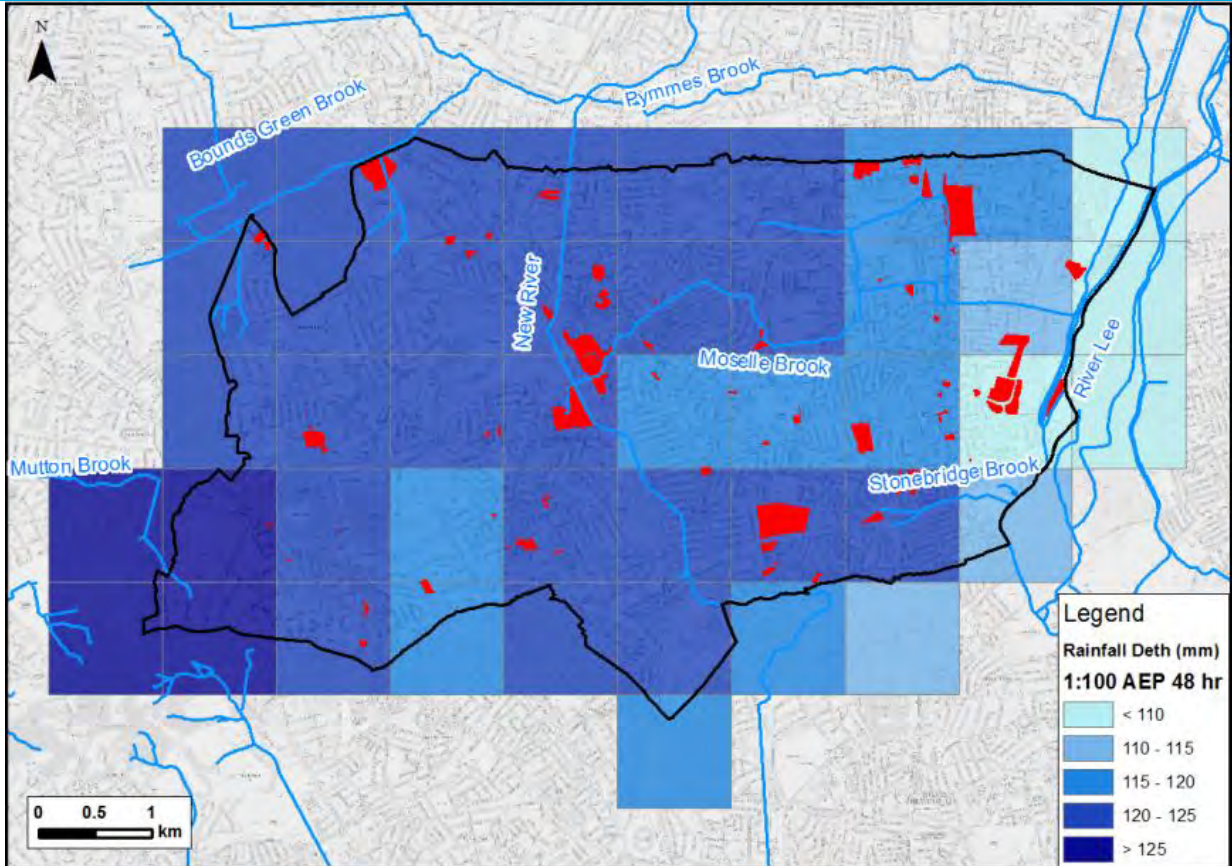 N
Pymmes Brook
Bounds Green Brook
New River
Moselle Brook
River Lee
Mutton Brook
Stonebridge Brook
Legend
Rainfall Deth (mm)
1:100 AEP 48 hr
< 110
110 - 115
115 - 120
120 - 125
> 125
0 0.5 1
km